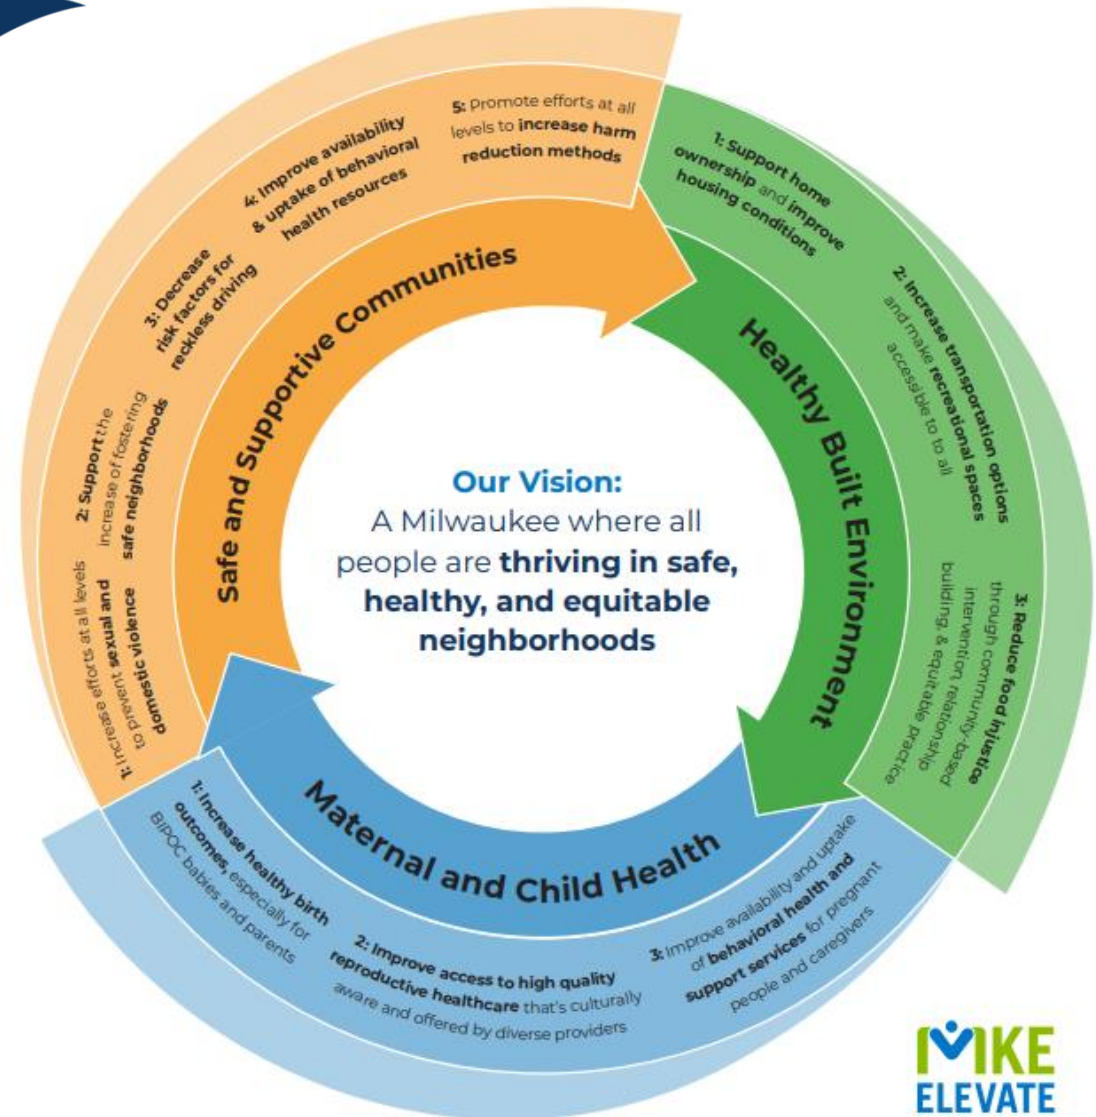 5: Promote efforts at all
levels to increase harm
reduction methods
4: Improve availability
& uptake of behavioral
health resources
3: Decrease
risk factors for
reckless driving
2: Support the
increase of fostering
safe neighborhoods
1: Increase efforts at all levels
to prevent sexual and
domestic violence
Safe and Supportive Communities
1: Support home
ownership and improve
housing conditions
2: Increase transportation options
and make recreational spaces
accessible to to all
3: Reduce food injustice
through community-based
intervention, relationship
building, & equitable practice
Healthy Built Environment
Our Vision:
A Milwaukee where all
people are thriving in safe,
healthy, and equitable
neighborhoods
Maternal and Child Health
1: Increase healthy birth
outcomes, especially for
BIPOC babies and parents
2: Improve access to high quality
reproductive healthcare that's culturally
aware and offered by diverse providers
3: Improve availability and uptake
of behavioral health and
support services for pregnant
people and caregivers
MKE
ELEVATE